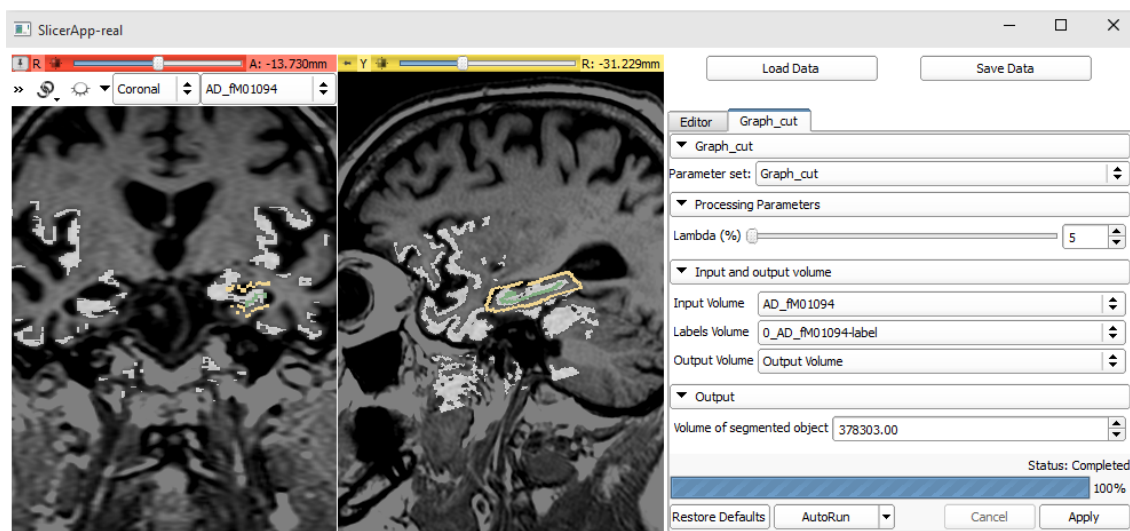 SlicerApp-real
R A: -13.730mm Y R: -31.229mm
Load Data Save Data
» Coronal AD_fM01094
Editor Graph_cut
Graph_cut
Parameter set: Graph_cut
Processing Parameters
Lambda (%) 5
Input and output volume
Input Volume AD_fM01094
Labels Volume 0_AD_fM01094-label
Output Volume Output Volume
Output
Volume of segmented object 378303.00
Status: Completed
100%
Restore Defaults AutoRun Cancel Apply